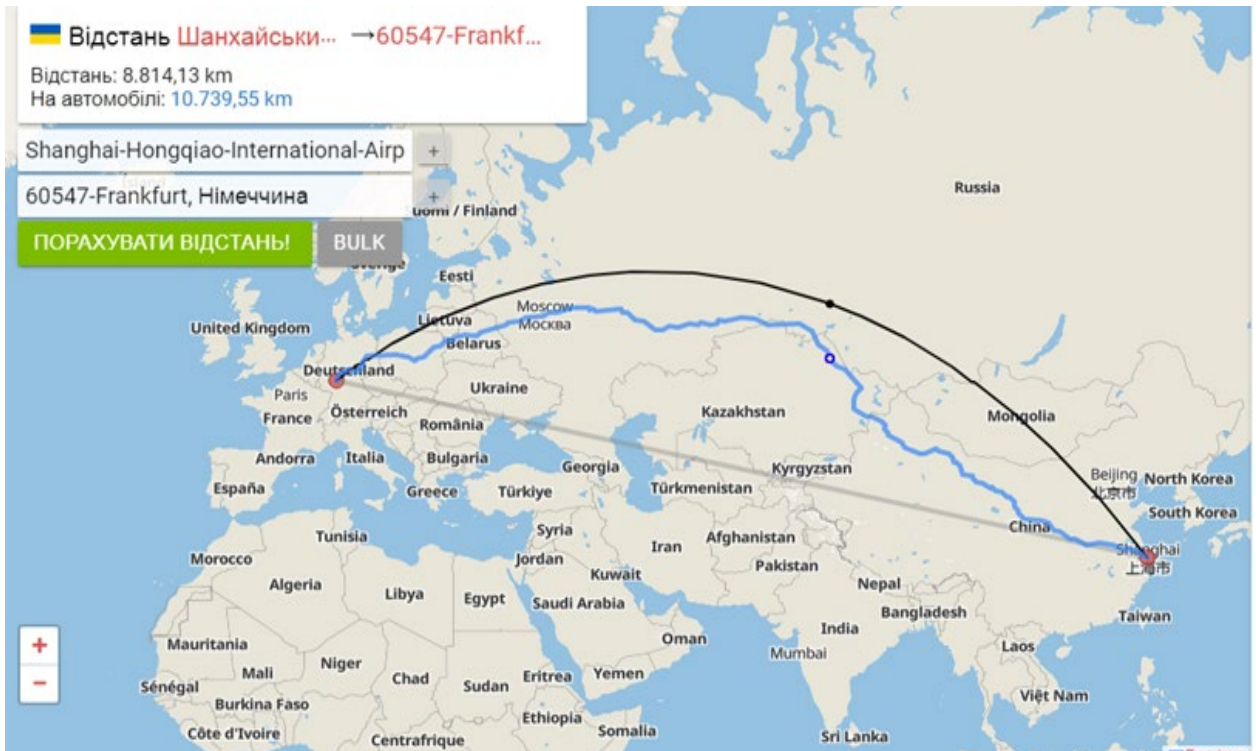 Відстань Шанхайськи... →60547-Frankf...
Відстань: 8.814,13 km
На автомобілі: 10.739,55 km
Shanghai-Hongqiao-International-Airp +
60547-Frankfurt, Німеччина +
ПОРАХУВАТИ ВІДСТАНЬ! BULK
Russia
uomi / Finland
Sverige
Eesti
Moscow
Москва
Lietuva
United Kingdom
Belarus
Deutschland
Ukraine
Paris
France
Österreich
Kazakhstan
Mongolia
România
Andorra
Italia
Bulgaria
Georgia
Kyrgyzstan
Beijing
北京市
North Korea
España
Greece
Türkiye
Türkmenistan
South Korea
China
Tunisia
Syria
Iran
Afghanistan
Shanghai
上海市
Morocco
Jordan
Pakistan
Algeria
Kuwait
Nepal
Libya
Egypt
Saudi Arabia
Bangladesh
Taiwan
India
Oman
Mumbai
Laos
Mauritania
Mali
Niger
Chad
Sudan
Eritrea
Yemen
Sénégal
Việt Nam
Burkina Faso
Ethiopia
Côte d'Ivoire
Centrafrique
Somalia
Sri Lanka
+
−